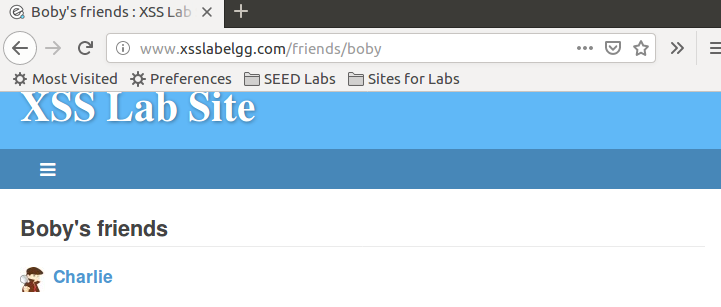 Boby's friends : XSS Lab
www.xsslabelgg.com/friends/boby
Most Visited Preferences SEED Labs Sites for Labs
XSS Lab Site
Boby's friends
Charlie